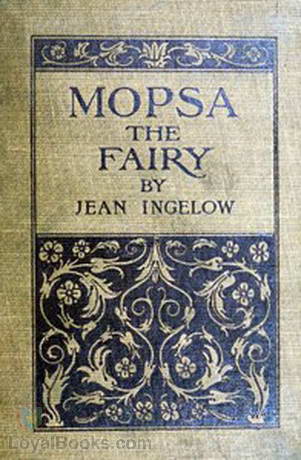 MOPSA
THE
FAIRY
BY
JEAN INGELOW
LoyalBooks.com